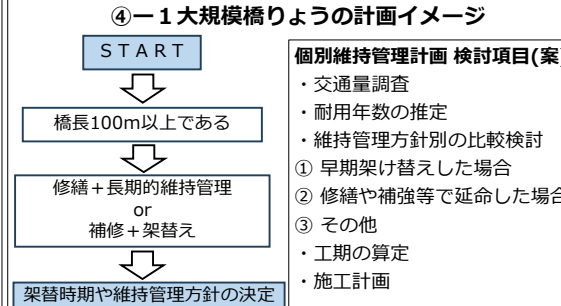 ④ー１大規模橋りょうの計画イメージ
ＳＴＡＲＴ
橋長100m以上である
修繕＋長期的維持管理
or
補修＋架替え
架替時期や維持管理方針の決定
個別維持管理計画 検討項目(案)
・交通量調査
・耐用年数の推定
・維持管理方針別の比較検討
① 早期架け替えした場合
② 修繕や補強等で延命した場合
③ その他
・工期の算定
・施工計画